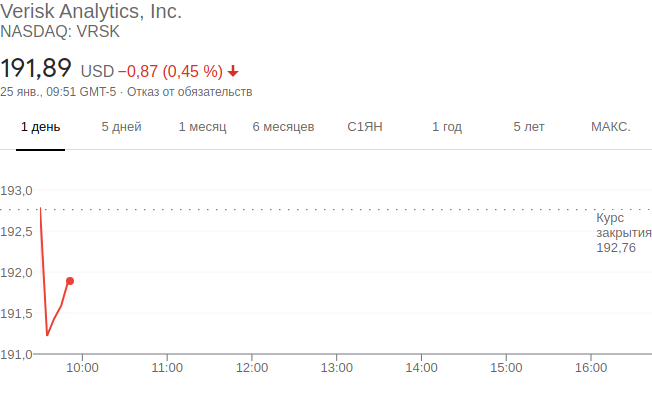 Verisk Analytics, Inc.
NASDAQ: VRSK
191,89 USD −0,87 (0,45 %)
25 янв., 09:51 GMT-5 · Отказ от обязательств
1 день 5 дней 1 месяц 6 месяцев С1ЯН 1 год 5 лет МАКС.
193,0
Курс
закрытия
192,76
192,5
192,0
191,5
191,0
10:00 11:00 12:00 13:00 14:00 15:00 16:00